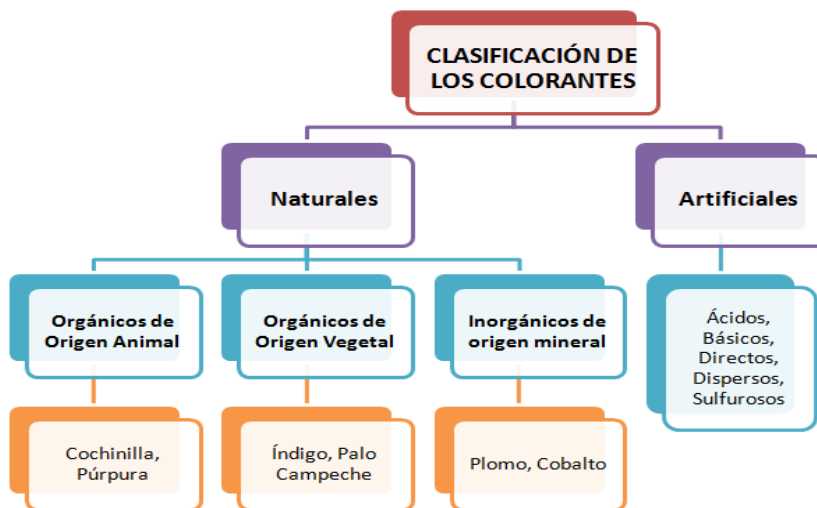 CLASIFICACIÓN DE
LOS COLORANTES
Naturales
Artificiales
Orgánicos de
Origen Animal
Orgánicos de
Origen Vegetal
Inorgánicos de
origen mineral
Ácidos,
Básicos,
Directos,
Dispersos,
Sulfurosos
Cochinilla,
Púrpura
Índigo, Palo
Campeche
Plomo, Cobalto